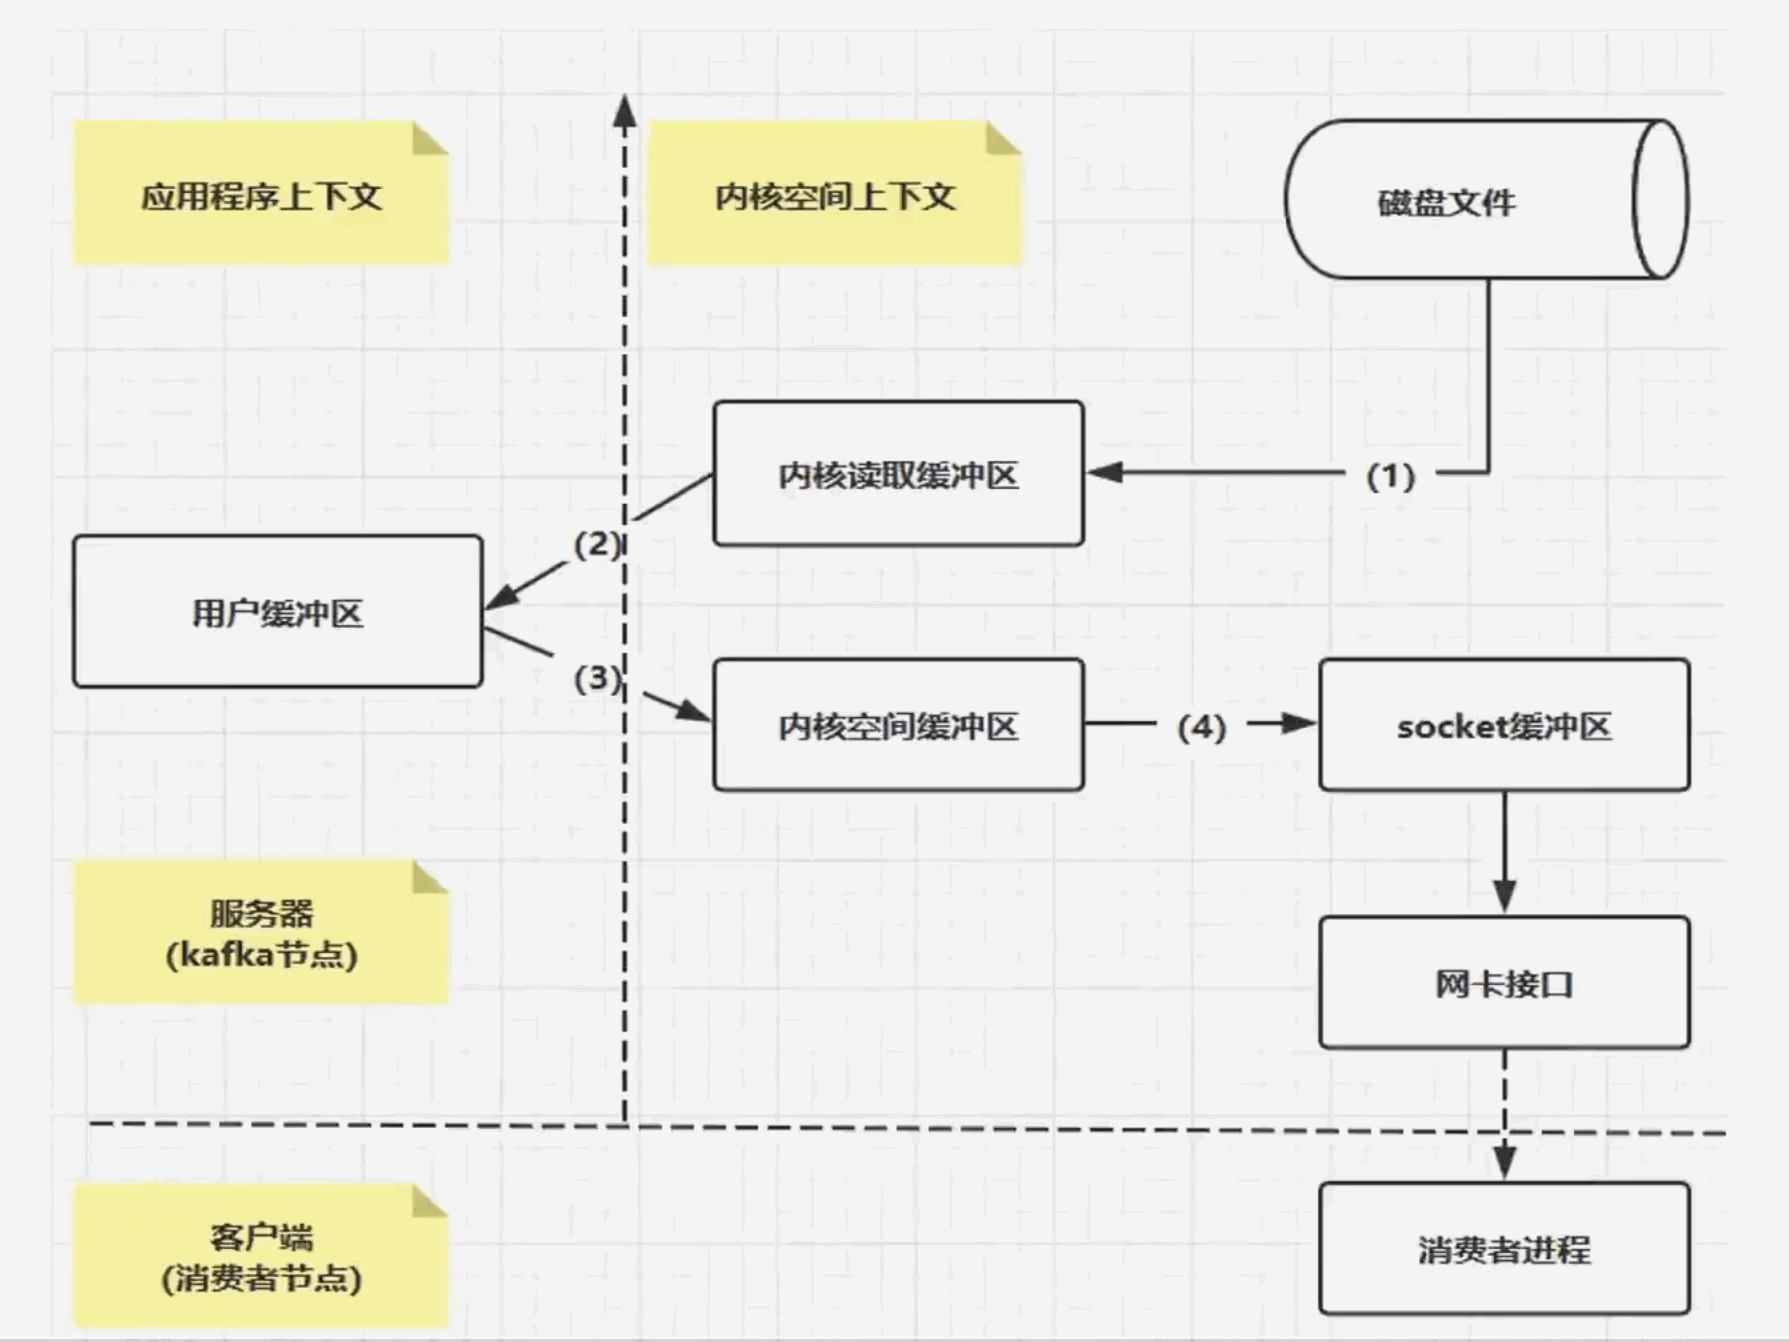 应用程序上下文
内核空间上下文
磁盘文件
内核读取缓冲区
(1)
(2)
用户缓冲区
(3)
内核空间缓冲区
(4)
socket缓冲区
服务器
(kafka节点)
网卡接口
客户端
(消费者节点)
消费者进程